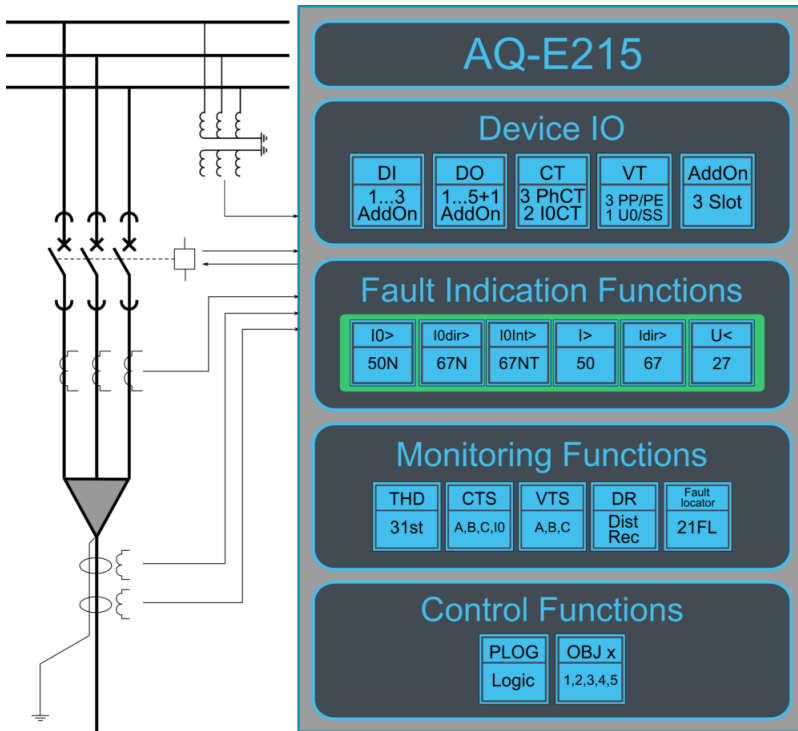 AQ-E215
Device IO
DI
1...3
AddOn
DO
1...5+1
AddOn
CT
3 PhCT
2 I0CT
VT
3 PP/PE
1 U0/SS
AddOn
3 Slot
Fault Indication Functions
I0>
50N
I0dir>
67N
I0Int>
67NT
I>
50
Idir>
67
U<
27
Monitoring Functions
THD
31st
CTS
A,B,C,I0
VTS
A,B,C
DR
Dist
Rec
Fault
locator
21FL
Control Functions
PLOG
Logic
OBJ x
1,2,3,4,5